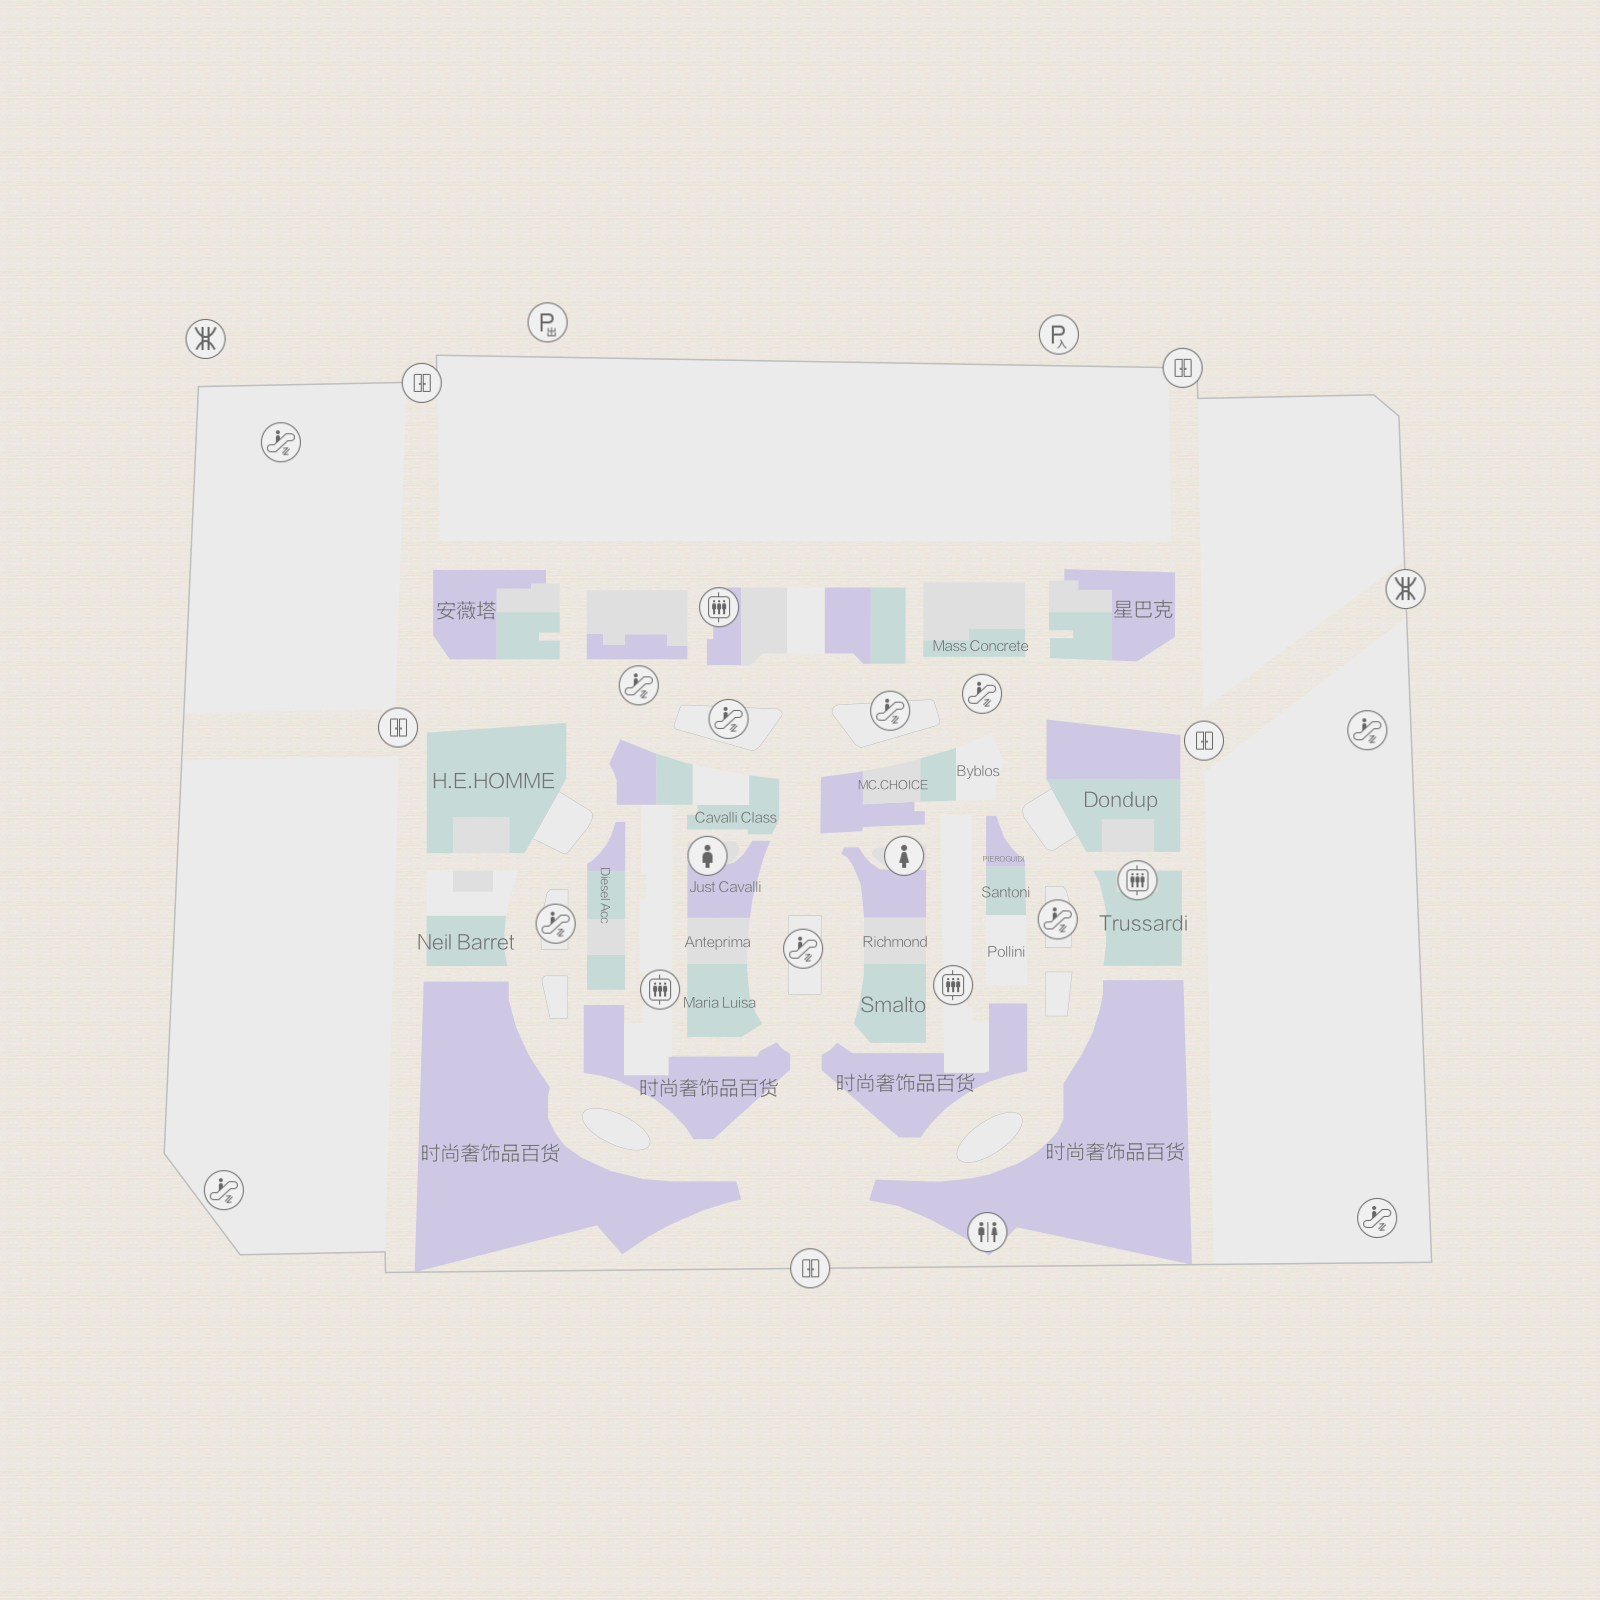 P出
P入
安薇塔
星巴克
Mass Concrete
H.E.HOMME
MC.CHOICE
Byblos
Dondup
Cavalli Class
PIEROGUIDI
Just Cavalli
Diesel Acc
Santoni
Trussardi
Neil Barret
Anteprima
Richmond
Pollini
Maria Luisa
Smalto
时尚奢饰品百货
时尚奢饰品百货
时尚奢饰品百货
时尚奢饰品百货